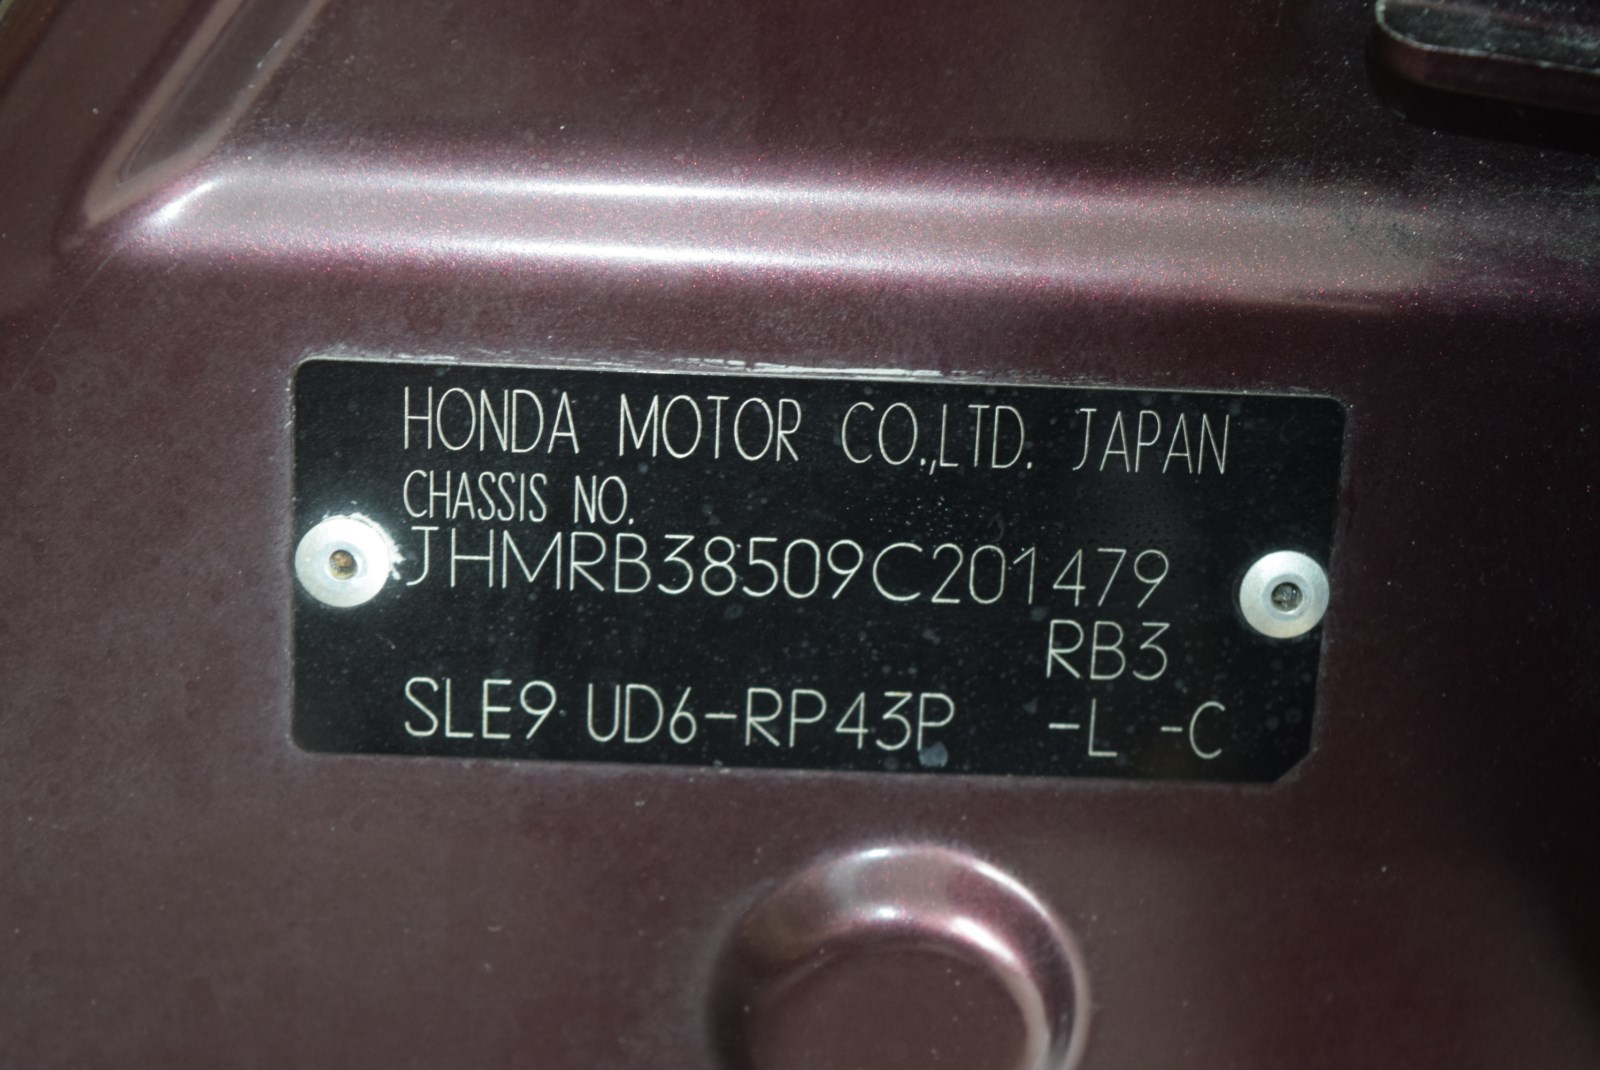 HONDA MOTOR CO.,LTD. JAPAN
CHASSIS NO.
JHMRB38509C201479
RB3
SLE9 UD6-RP43P -L -C